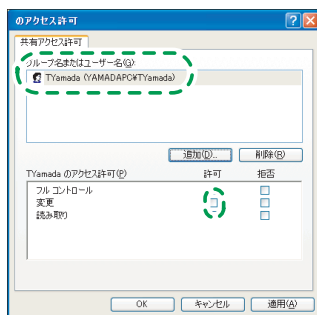 のアクセス許可
共有アクセス許可
グループ名またはユーザー名(G):
TYamada (YAMADAPC¥TYamada)
追加(D)... 削除(R)
TYamada のアクセス許可(P) 許可 拒否
フル コントロール
変更
読み取り
OK キャンセル 適用(A)